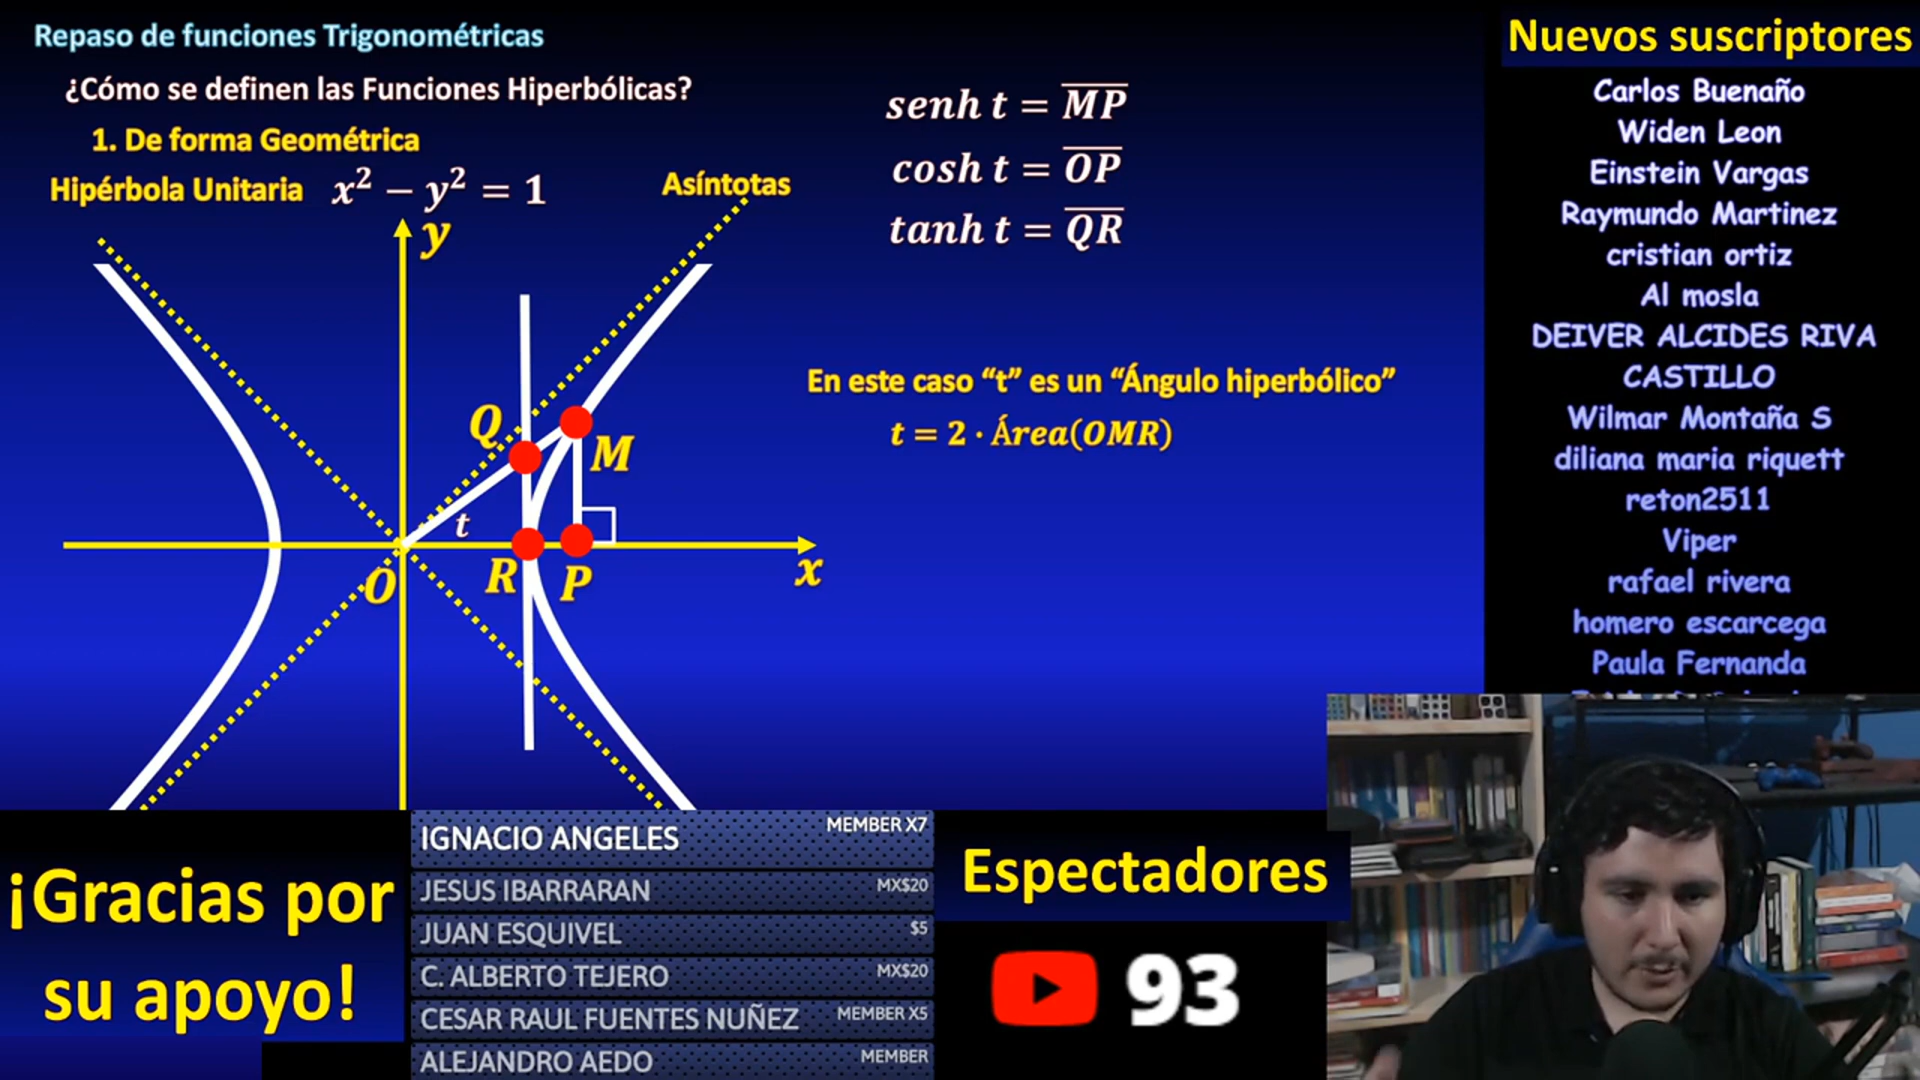 Repaso de funciones Trigonométricas
¿Cómo se definen las Funciones Hiperbólicas?
1. De forma Geométrica
Hipérbola Unitaria x² − y² = 1
Asíntotas
y
Q
M
t
O
R
P
x
senh t = M̅P̅
cosh t = O̅P̅
tanh t = Q̅R̅
En este caso “t” es un “Ángulo hiperbólico”
t = 2 · Área(OMR)
Nuevos suscriptores
Carlos Buenaño
Widen Leon
Einstein Vargas
Raymundo Martinez
cristian ortiz
Al mosla
DEIVER ALCIDES RIVA
CASTILLO
Wilmar Montaña S
diliana maria riquett
reton2511
Viper
rafael rivera
homero escarcega
Paula Fernanda
¡Gracias por
su apoyo!
IGNACIO ANGELES MEMBER X7
JESUS IBARRARAN MX$20
JUAN ESQUIVEL $5
C. ALBERTO TEJERO MX$20
CESAR RAUL FUENTES NUÑEZ MEMBER X5
ALEJANDRO AEDO MEMBER
Espectadores
93